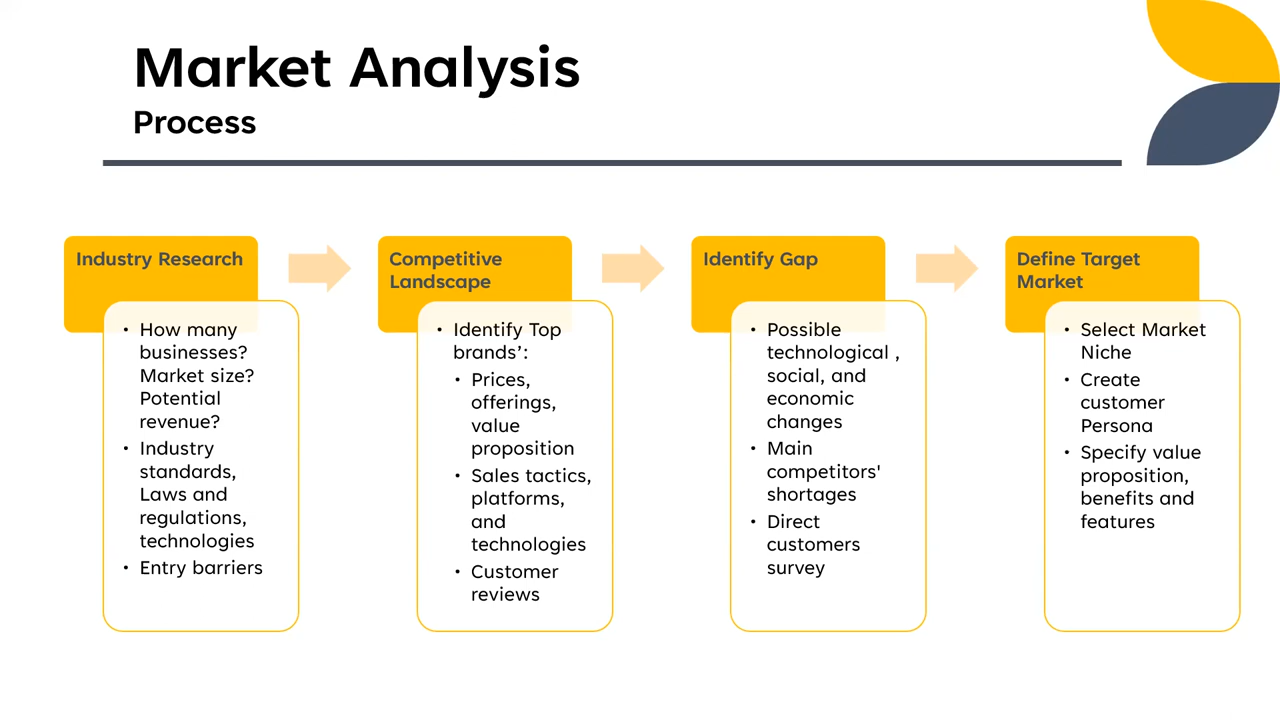 Market Analysis
Process
Industry Research
• How many
businesses?
Market size?
Potential
revenue?
• Industry
standards,
Laws and
regulations,
technologies
• Entry barriers
Competitive
Landscape
• Identify Top
brands’:
• Prices,
offerings,
value
proposition
• Sales tactics,
platforms,
and
technologies
• Customer
reviews
Identify Gap
• Possible
technological ,
social, and
economic
changes
• Main
competitors'
shortages
• Direct
customers
survey
Define Target
Market
• Select Market
Niche
• Create
customer
Persona
• Specify value
proposition,
benefits and
features